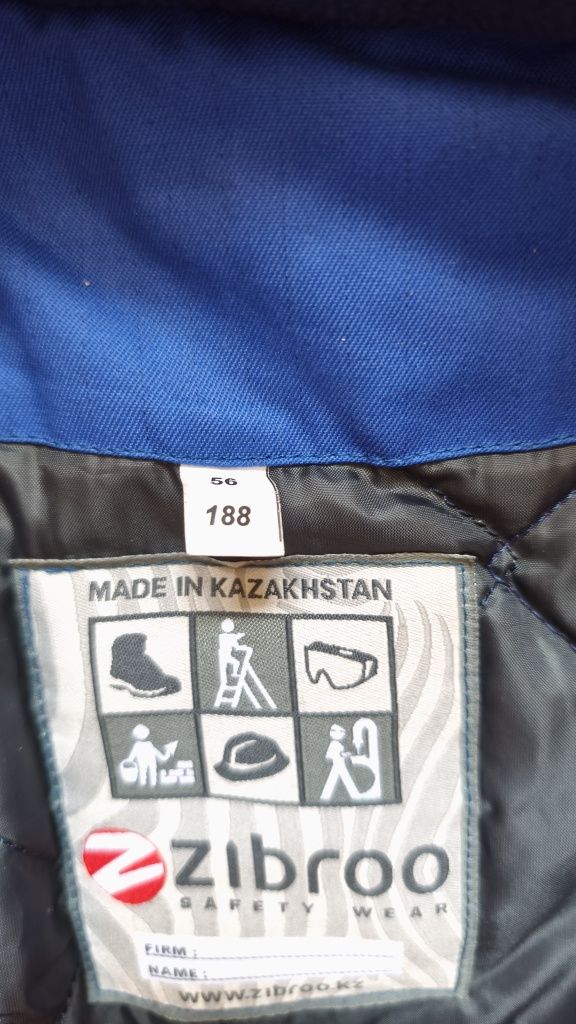 56
188
MADE IN KAZAKHSTAN
Zibroo
SAFETY WEAR
FIRM :
NAME :
www.zibroo.kz